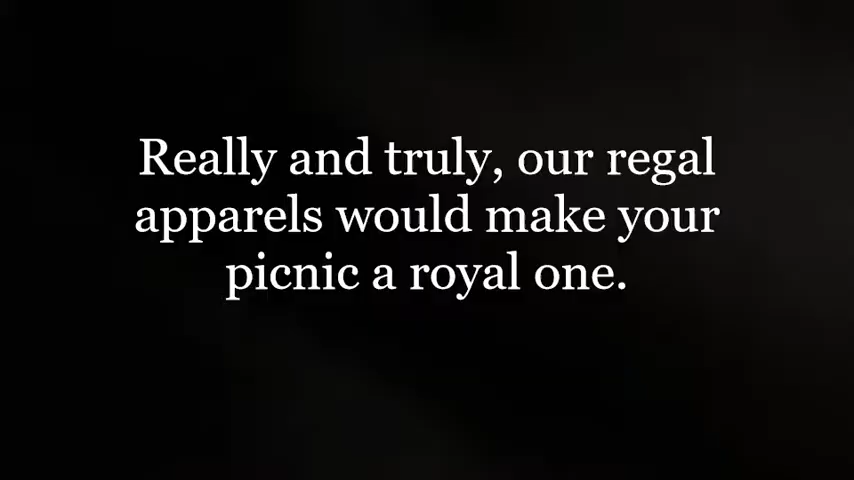 Really and truly, our regal
apparels would make your
picnic a royal one.